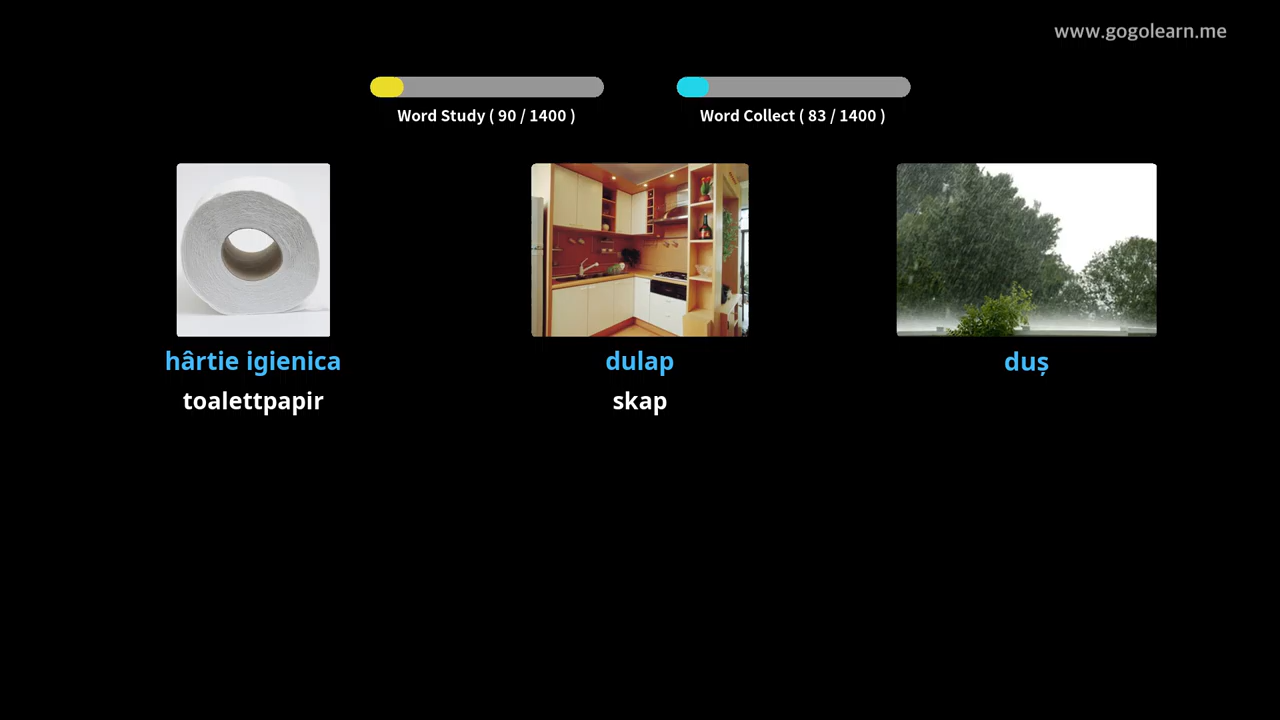 www.gogolearn.me
Word Study ( 90 / 1400 )
Word Collect ( 83 / 1400 )
hârtie igienica
dulap
duș
toalettpapir
skap